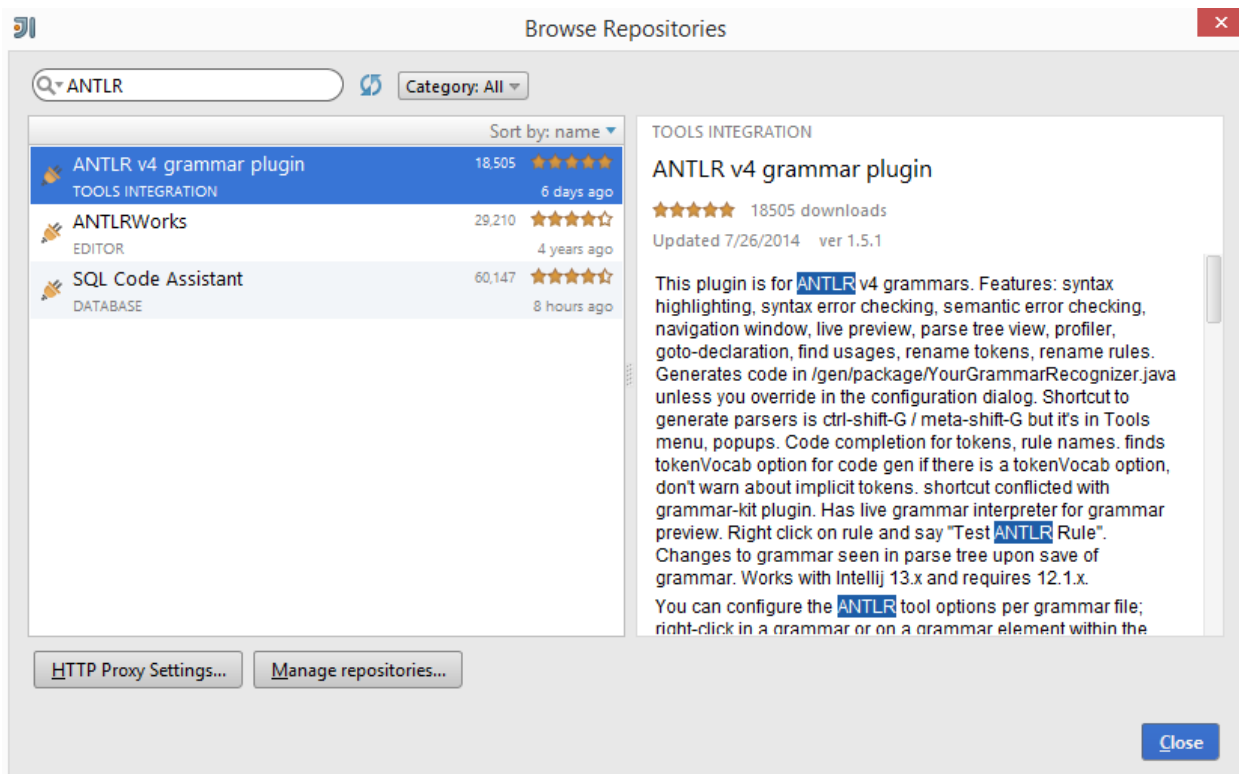 Browse Repositories
ANTLR
Category: All
Sort by: name
ANTLR v4 grammar plugin
18,505
TOOLS INTEGRATION
6 days ago
ANTLRWorks
29,210
EDITOR
4 years ago
SQL Code Assistant
60,147
DATABASE
8 hours ago
TOOLS INTEGRATION
ANTLR v4 grammar plugin
18505 downloads
Updated 7/26/2014 ver 1.5.1
This plugin is for ANTLR v4 grammars. Features: syntax
highlighting, syntax error checking, semantic error checking,
navigation window, live preview, parse tree view, profiler,
goto-declaration, find usages, rename tokens, rename rules.
Generates code in /gen/package/YourGrammarRecognizer.java
unless you override in the configuration dialog. Shortcut to
generate parsers is ctrl-shift-G / meta-shift-G but it's in Tools
menu, popups. Code completion for tokens, rule names. finds
tokenVocab option for code gen if there is a tokenVocab option,
don't warn about implicit tokens. shortcut conflicted with
grammar-kit plugin. Has live grammar interpreter for grammar
preview. Right click on rule and say "Test ANTLR Rule".
Changes to grammar seen in parse tree upon save of
grammar. Works with Intellij 13.x and requires 12.1.x.
You can configure the ANTLR tool options per grammar file;
right-click in a grammar or on a grammar element within the
HTTP Proxy Settings...
Manage repositories...
Close